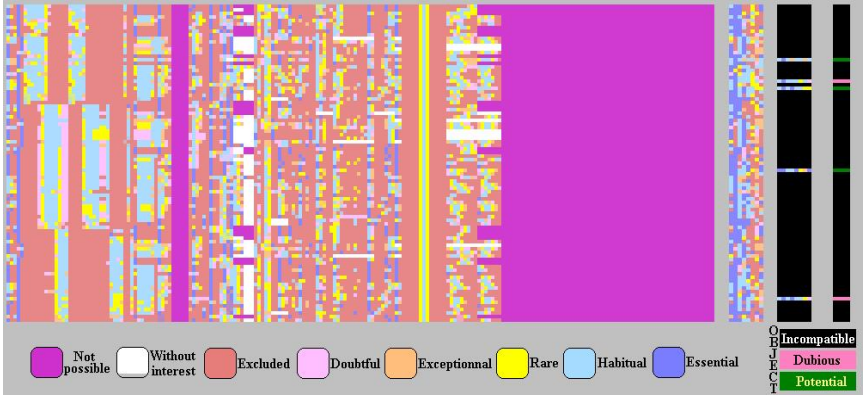 Not
possible
Without
interest
Excluded
Doubtful
Exceptionnal
Rare
Habitual
Essential
OBJECT
Incompatible
Dubious
Potential